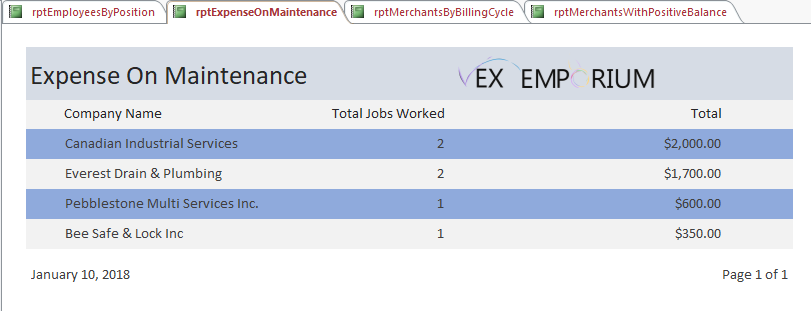 rptEmployeesByPosition rptExpenseOnMaintenance rptMerchantsByBillingCycle rptMerchantsWithPositiveBalance
Expense On Maintenance VEX EMPORIUM
Company Name Total Jobs Worked Total
Canadian Industrial Services 2 $2,000.00
Everest Drain & Plumbing 2 $1,700.00
Pebblestone Multi Services Inc. 1 $600.00
Bee Safe & Lock Inc 1 $350.00
January 10, 2018 Page 1 of 1